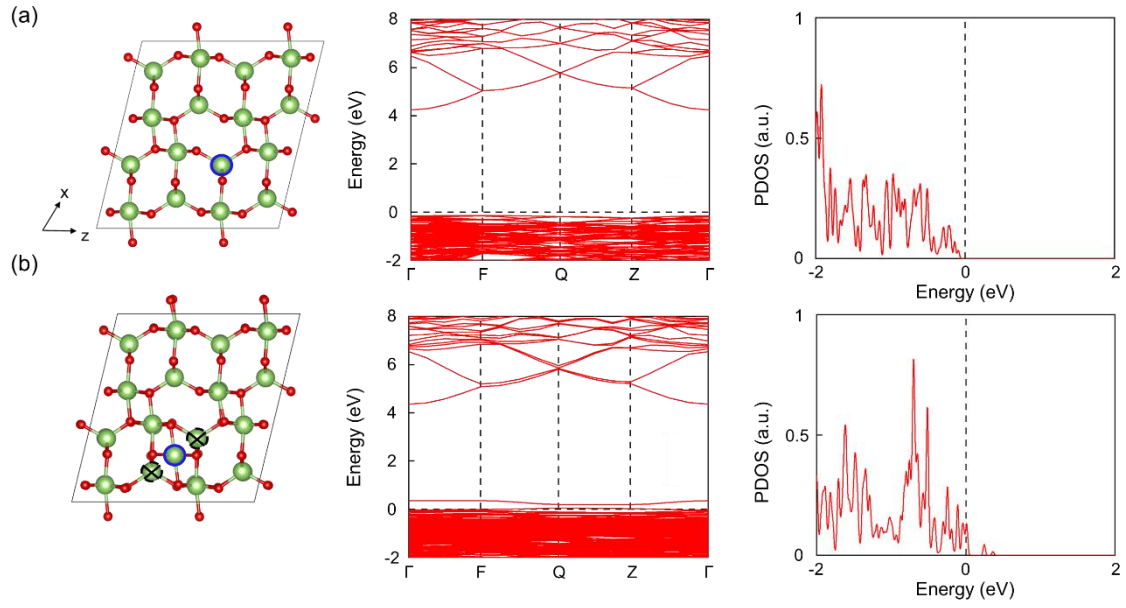 (a)
x
z
Energy (eV)
8
6
4
2
0
-2
Γ F Q Z Γ
PDOS (a.u.)
1
0.5
0
-2 0 2
Energy (eV)
(b)
Energy (eV)
8
6
4
2
0
-2
Γ F Q Z Γ
PDOS (a.u.)
1
0.5
0
-2 0 2
Energy (eV)